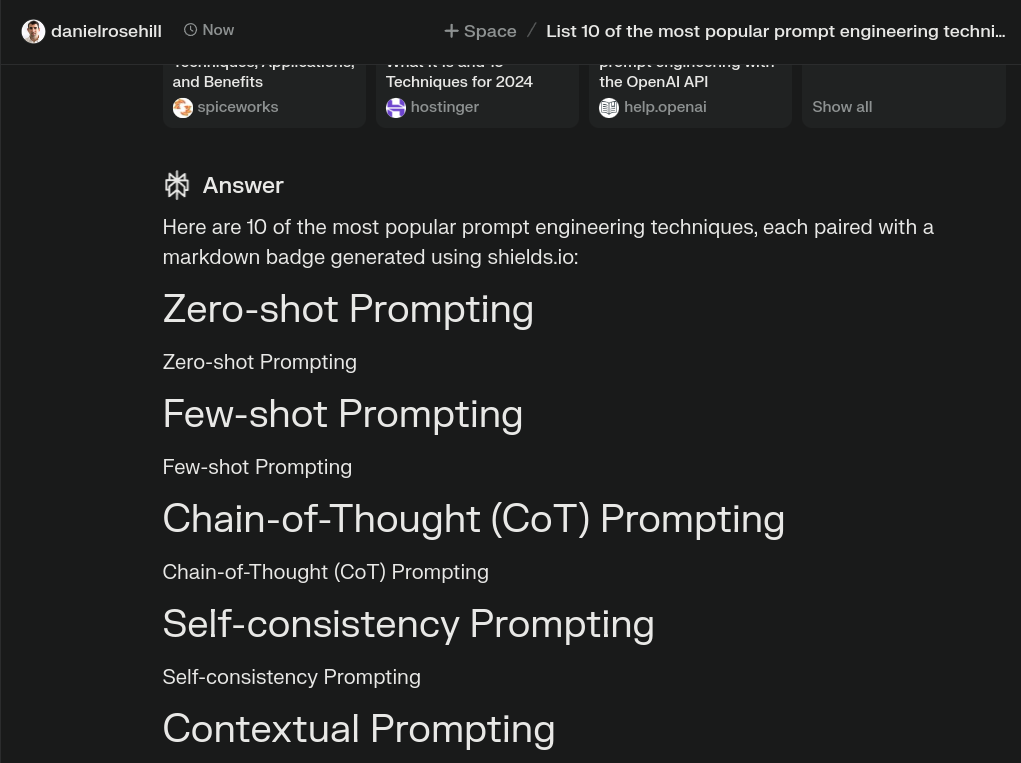 danielrosehill
Now
Space / List 10 of the most popular prompt engineering techni...
Techniques, Applications,
and Benefits
spiceworks
What It Is and 15
Techniques for 2024
hostinger
prompt engineering with
the OpenAI API
help.openai
Show all
Answer
Here are 10 of the most popular prompt engineering techniques, each paired with a
markdown badge generated using shields.io:
Zero-shot Prompting
Zero-shot Prompting
Few-shot Prompting
Few-shot Prompting
Chain-of-Thought (CoT) Prompting
Chain-of-Thought (CoT) Prompting
Self-consistency Prompting
Self-consistency Prompting
Contextual Prompting